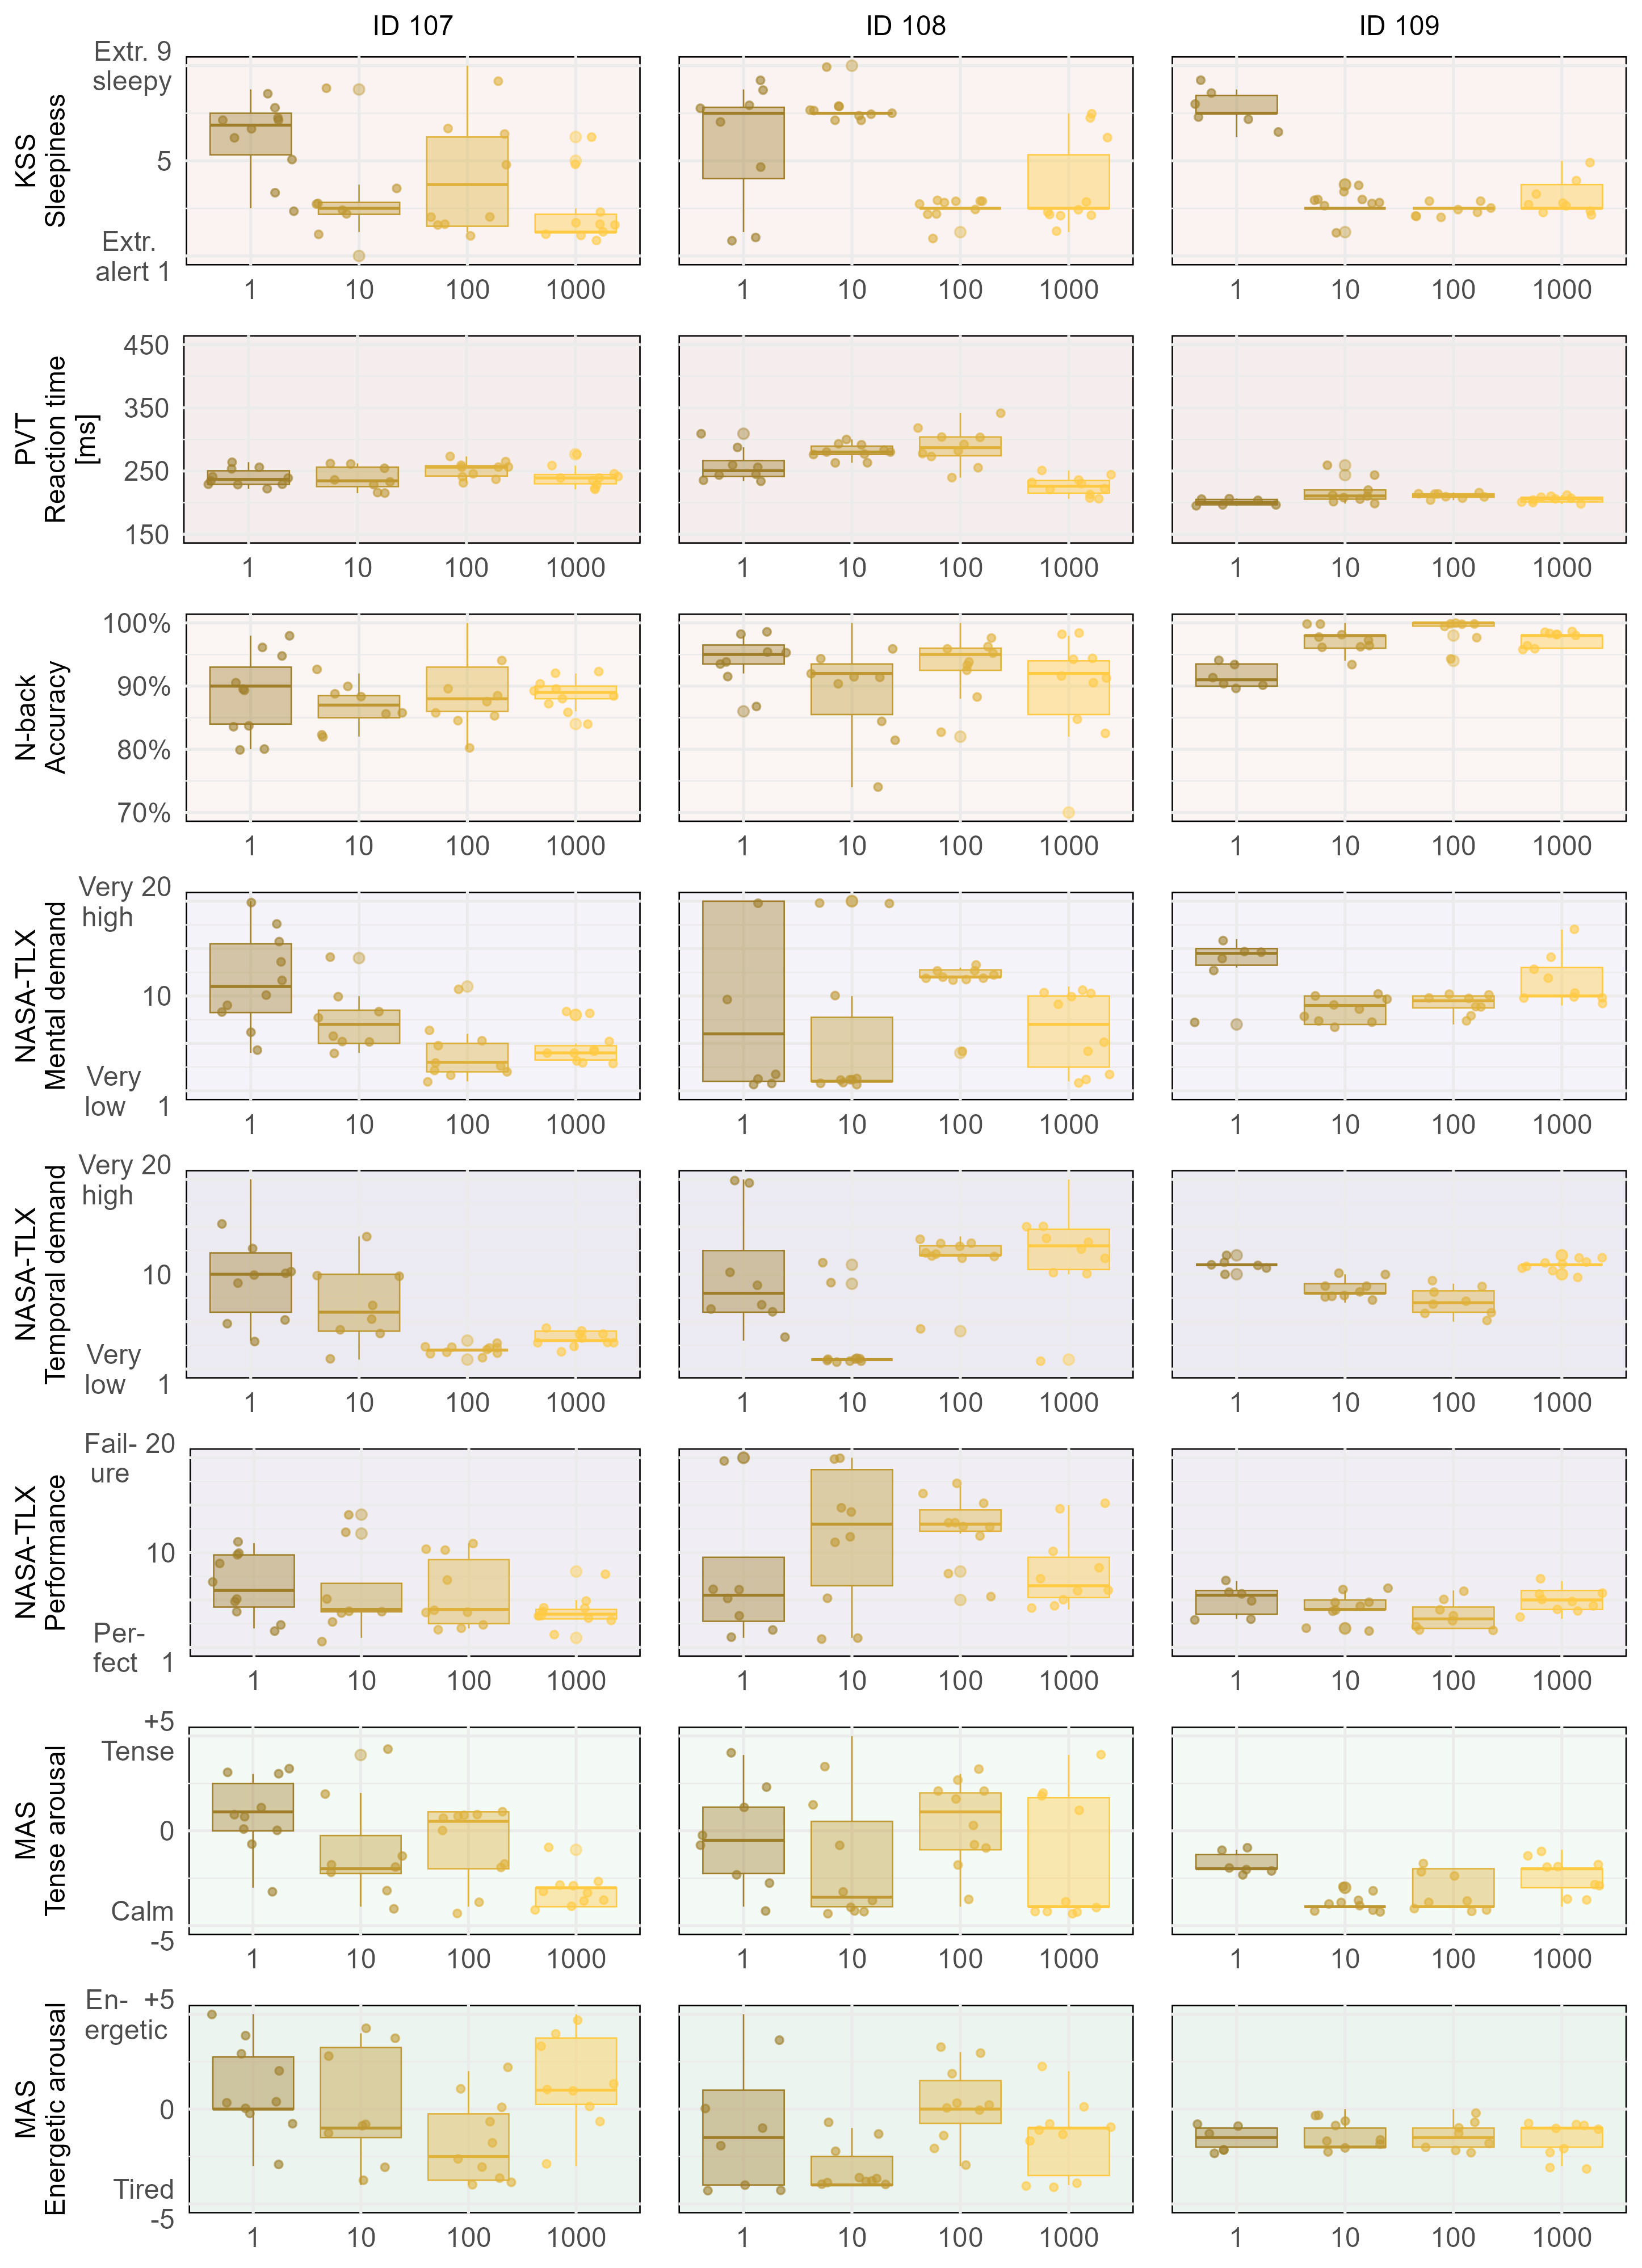 ID 107
ID 108
ID 109
KSS
Sleepiness
Extr. 9
sleepy
5
Extr.
alert 1
1 10 100 1000
1 10 100 1000
1 10 100 1000
PVT
Reaction time
[ms]
450
350
250
150
1 10 100 1000
1 10 100 1000
1 10 100 1000
N-back
Accuracy
100%
90%
80%
70%
1 10 100 1000
1 10 100 1000
1 10 100 1000
NASA-TLX
Mental demand
Very 20
high
10
Very
low 1
1 10 100 1000
1 10 100 1000
1 10 100 1000
NASA-TLX
Temporal demand
Very 20
high
10
Very
low 1
1 10 100 1000
1 10 100 1000
1 10 100 1000
NASA-TLX
Performance
Fail- 20
ure
10
Per-
fect 1
1 10 100 1000
1 10 100 1000
1 10 100 1000
MAS
Tense arousal
+5
Tense
0
Calm
-5
1 10 100 1000
1 10 100 1000
1 10 100 1000
MAS
Energetic arousal
En- +5
ergetic
0
Tired
-5
1 10 100 1000
1 10 100 1000
1 10 100 1000